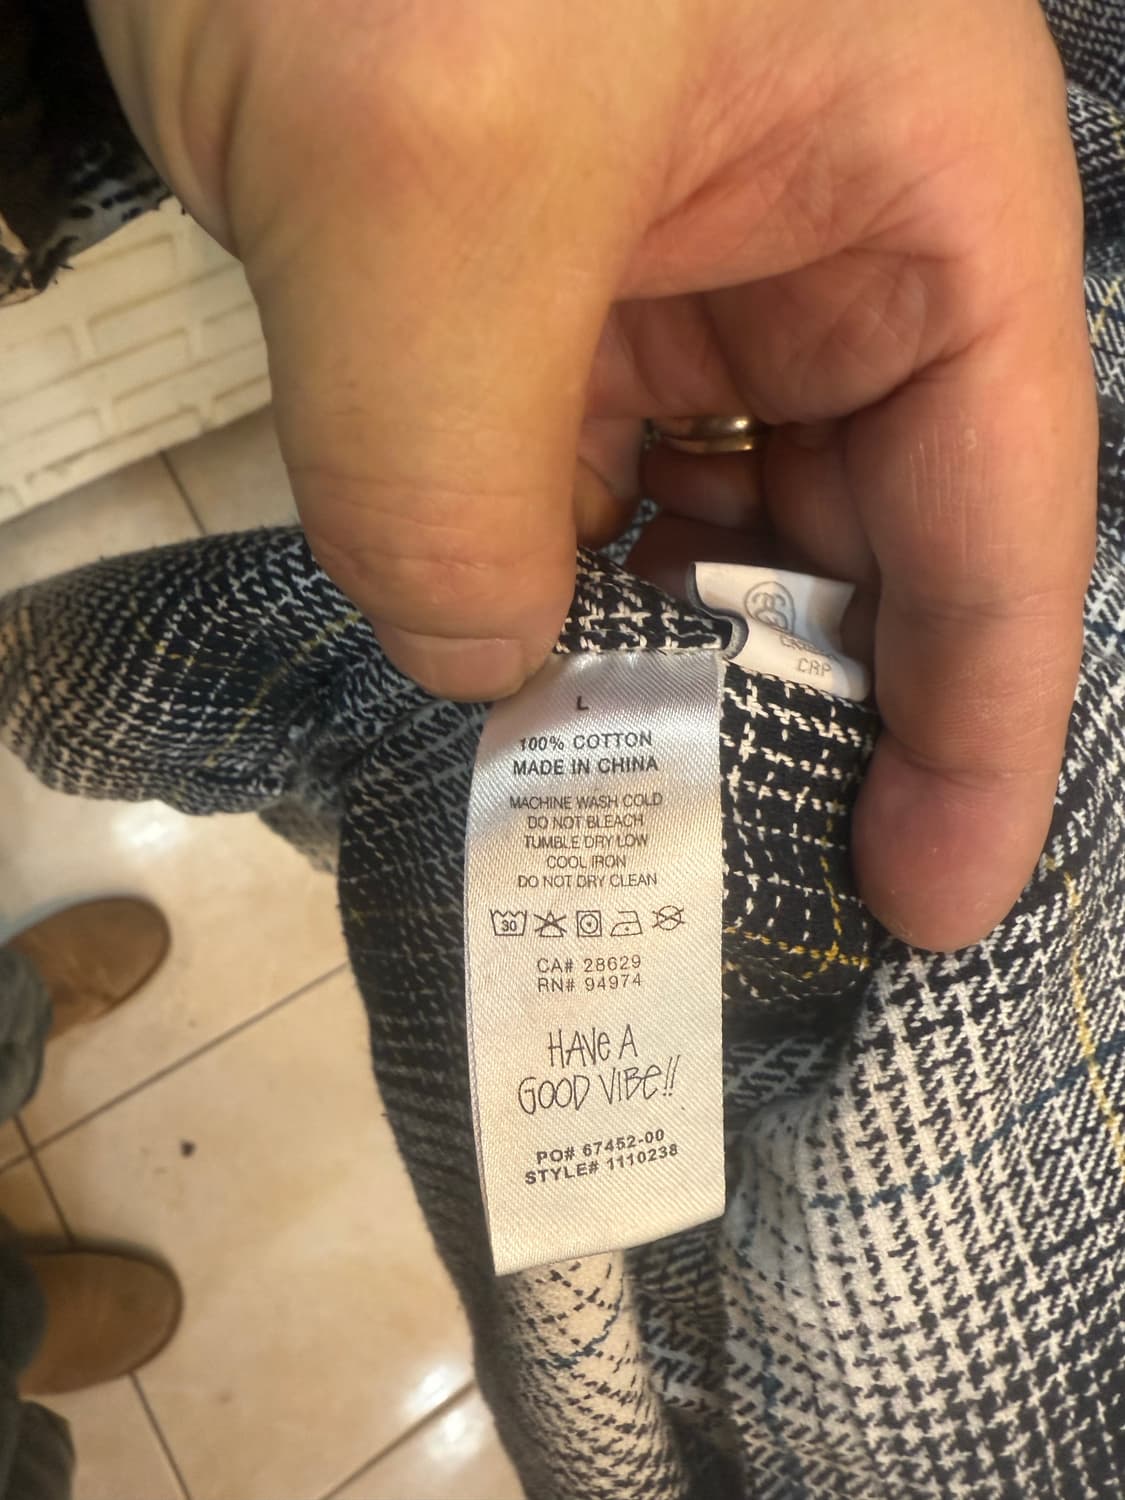 L
100% COTTON
MADE IN CHINA
MACHINE WASH COLD
DO NOT BLEACH
TUMBLE DRY LOW
COOL IRON
DO NOT DRY CLEAN
30
CA# 28629
RN# 94974
HAVE A
GOOD VIBE!!
PO# 67452-00
STYLE# 1110238